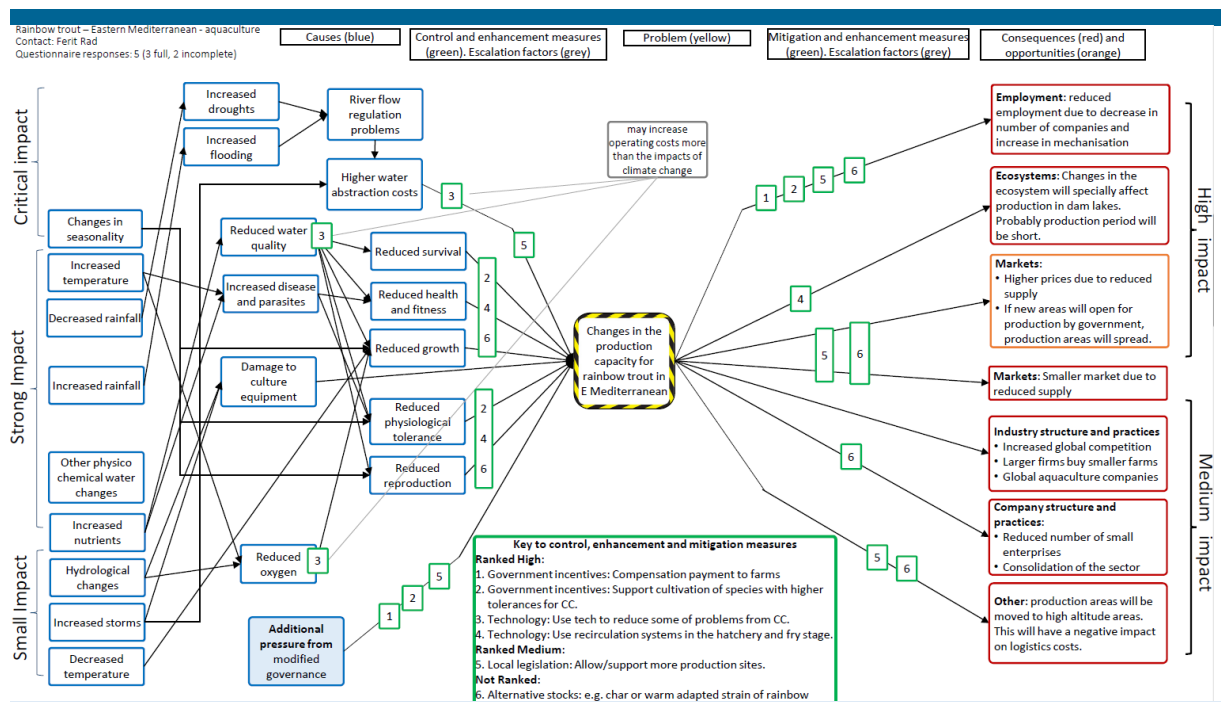 Rainbow trout – Eastern Mediterranean - aquaculture
Contact: Ferit Rad
Questionnaire responses: 5 (3 full, 2 incomplete)
Causes (blue)
Control and enhancement measures
(green). Escalation factors (grey)
Problem (yellow)
Mitigation and enhancement measures
(green). Escalation factors (grey)
Consequences (red) and
opportunities (orange)
Critical impact
Strong Impact
Small Impact
Changes in
seasonality
Increased
temperature
Decreased rainfall
Increased rainfall
Other physico
chemical water
changes
Increased
nutrients
Hydrological
changes
Increased storms
Decreased
temperature
Increased
droughts
Increased
flooding
River flow
regulation
problems
Higher water
abstraction costs
Reduced water
quality
Increased disease
and parasites
Damage to
culture
equipment
Reduced
oxygen
Additional
pressure from
modified
governance
Reduced survival
Reduced health
and fitness
Reduced growth
Reduced
physiological
tolerance
Reduced
reproduction
3
3
3
5
2
4
6
2
4
6
1
2
5
may increase
operating costs more
than the impacts of
climate change
Changes in the
production
capacity for
rainbow trout in
E Mediterranean
1
2
5
6
4
5
6
6
5
6
Employment: reduced
employment due to decrease in
number of companies and
increase in mechanisation
Ecosystems: Changes in the
ecosystem will specially affect
production in dam lakes.
Probably production period will
be short.
Markets:
• Higher prices due to reduced
supply
• If new areas will open for
production by government,
production areas will spread.
Markets: Smaller market due to
reduced supply
Industry structure and practices
• Increased global competition
• Larger firms buy smaller farms
• Global aquaculture companies
Company structure and
practices:
• Reduced number of small
enterprises
• Consolidation of the sector
Other: production areas will be
moved to high altitude areas.
This will have a negative impact
on logistics costs.
High impact
Medium impact
Key to control, enhancement and mitigation measures
Ranked High:
1. Government incentives: Compensation payment to farms
2. Government incentives: Support cultivation of species with higher
tolerances for CC.
3. Technology: Use tech to reduce some of problems from CC.
4. Technology: Use recirculation systems in the hatchery and fry stage.
Ranked Medium:
5. Local legislation: Allow/support more production sites.
Not Ranked:
6. Alternative stocks: e.g. char or warm adapted strain of rainbow